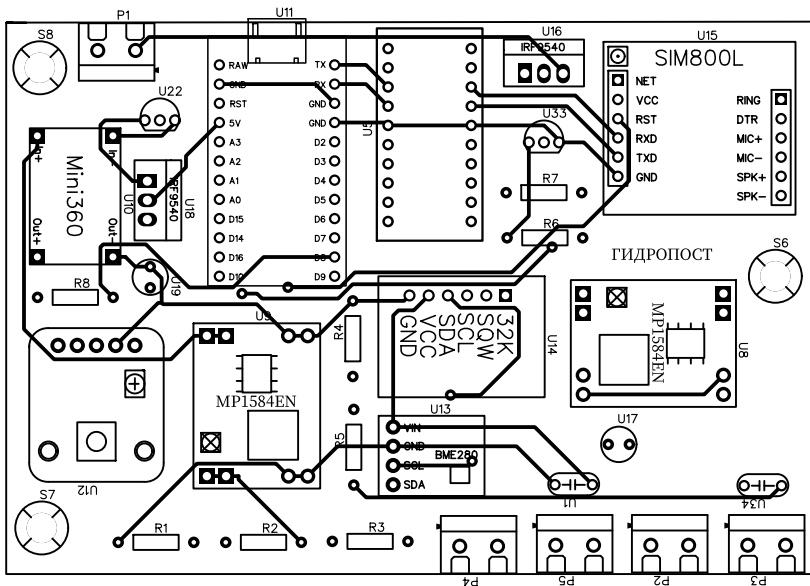 P1
U11
U16
U15
S8
IRF9540
SIM800L
RAW
TX
NET
GND
RX
VCC
RING
U22
RST
GND
RST
DTR
5V
GND
U5
U33
RXD
MIC+
In+
In-
A3
D2
TXD
MIC-
Mini360
A2
D3
GND
SPK+
A1
D4
R7
SPK-
U10
IRF9540
U18
A0
D5
D15
D6
R6
Out+
Out-
D14
D7
ГИДРОПОСТ
S6
D16
D8
D10
D9
U19
R8
U9
R4
GND
VCC
SDA
SCL
SQW
32K
U14
MP1584EN
U8
MP1584EN
U13
U17
VIN
GND
BME280
R5
SCL
SDA
U12
S7
U1
U34
R1
R2
R3
P4
P5
P2
P3